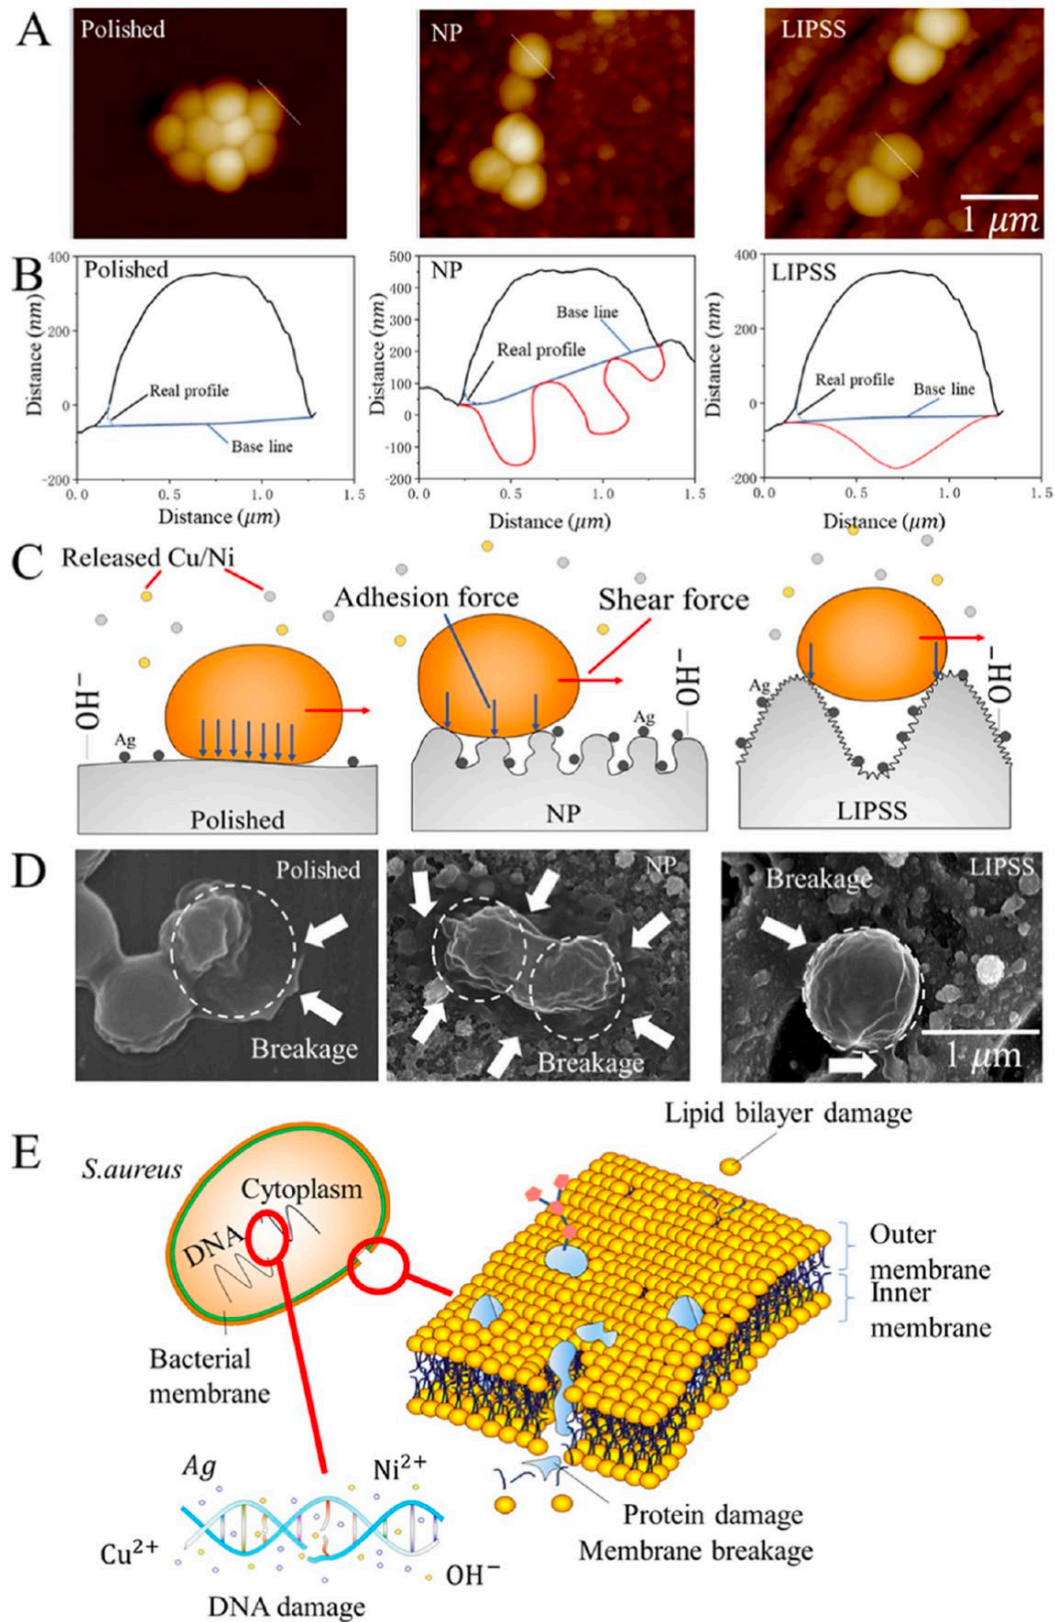 A
Polished
NP
LIPSS
1 μm
B
Polished
NP
LIPSS
400
200
0
-200
Distance (nm)
Real profile
Base line
0.0 0.5 1.0 1.5
Distance (μm)
500
400
300
200
100
0
-100
-200
Distance (nm)
Base line
Real profile
0.0 0.5 1.0 1.5
Distance (μm)
400
200
0
-200
Distance (nm)
Real profile
Base line
0.0 0.5 1.0 1.5
Distance (μm)
C
Released Cu/Ni
Adhesion force
Shear force
OH⁻
Ag
Polished
Ag
OH⁻
NP
Ag
OH⁻
LIPSS
D
Polished
Breakage
NP
Breakage
LIPSS
Breakage
1 μm
E
S.aureus
Cytoplasm
DNA
Bacterial
membrane
Lipid bilayer damage
Outer
membrane
Inner
membrane
Protein damage
Membrane breakage
Ag
Ni²⁺
Cu²⁺
OH⁻
DNA damage